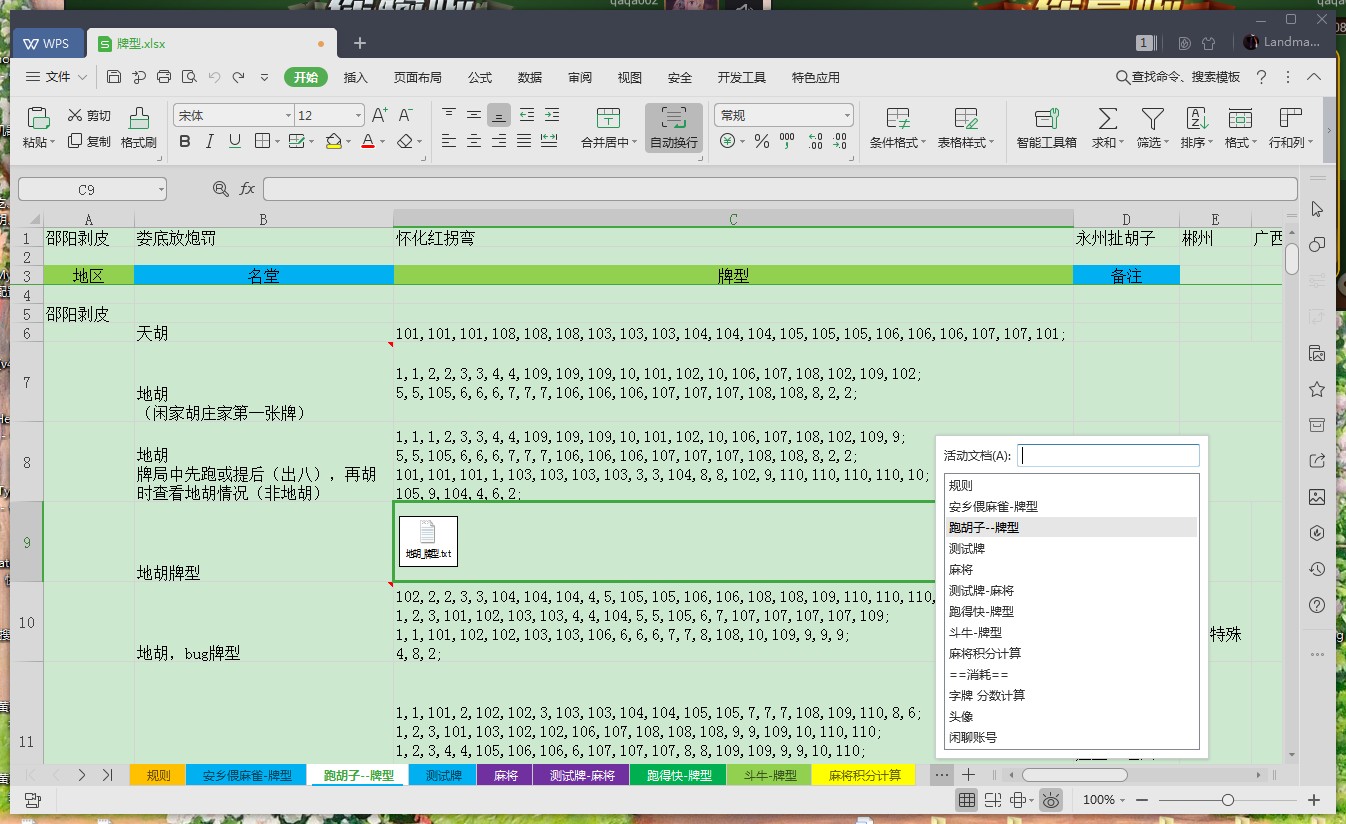 WPS
牌型.xlsx
1
Landma...
文件
开始
插入
页面布局
公式
数据
审阅
视图
安全
开发工具
特色应用
查找命令、搜索模板
粘贴
剪切
复制
格式刷
宋体
12
B I U
合并居中
自动换行
常规
条件格式
表格样式
智能工具箱
求和
筛选
排序
格式
行和列
C9
fx
A B C D E
1 邵阳剥皮 娄底放炮罚 怀化红拐弯 永州扯胡子 郴州 广西
2
3 地区 名堂 牌型 备注
4
5 邵阳剥皮
6 天胡 101,101,101,108,108,108,103,103,103,104,104,104,105,105,105,106,106,106,107,107,101;
7
1,1,2,2,3,3,4,4,109,109,109,10,101,102,10,106,107,108,102,109,102;
5,5,105,6,6,6,7,7,7,106,106,106,107,107,107,108,108,8,2,2;
地胡
（闲家胡庄家第一张牌）
8
1,1,1,2,3,3,4,4,109,109,109,10,101,102,10,106,107,108,102,109,9;
5,5,105,6,6,6,7,7,7,106,106,106,107,107,107,108,108,8,2,2;
101,101,101,1,103,103,103,103,3,3,104,8,8,102,9,110,110,110,110,10;
105,9,104,4,6,2;
地胡
牌局中先跑或提后（出八），再胡
时查看地胡情况（非地胡）
9
地胡_牌型.txt
地胡牌型
10
102,2,2,3,3,104,104,104,4,5,105,105,106,106,108,108,109,110,110,110,
1,2,3,101,102,103,103,4,4,104,5,5,105,6,7,107,107,107,107,109;
1,1,101,102,102,103,103,106,6,6,6,7,7,8,108,10,109,9,9,9;
4,8,2;
地胡，bug牌型
特殊
11
1,1,101,2,102,102,3,103,103,104,104,105,105,7,7,7,108,109,110,8,6;
1,2,3,101,103,102,102,106,107,108,108,108,9,9,109,10,110,110;
1,2,3,4,4,105,106,106,6,107,107,107,8,8,109,109,9,9,10,110;
活动文档(A):
规则
安乡偎麻雀-牌型
跑胡子--牌型
测试牌
麻将
测试牌-麻将
跑得快-牌型
斗牛-牌型
麻将积分计算
==消耗==
字牌 分数计算
头像
闲聊账号
规则
安乡偎麻雀-牌型
跑胡子--牌型
测试牌
麻将
测试牌-麻将
跑得快-牌型
斗牛-牌型
麻将积分计算
100%